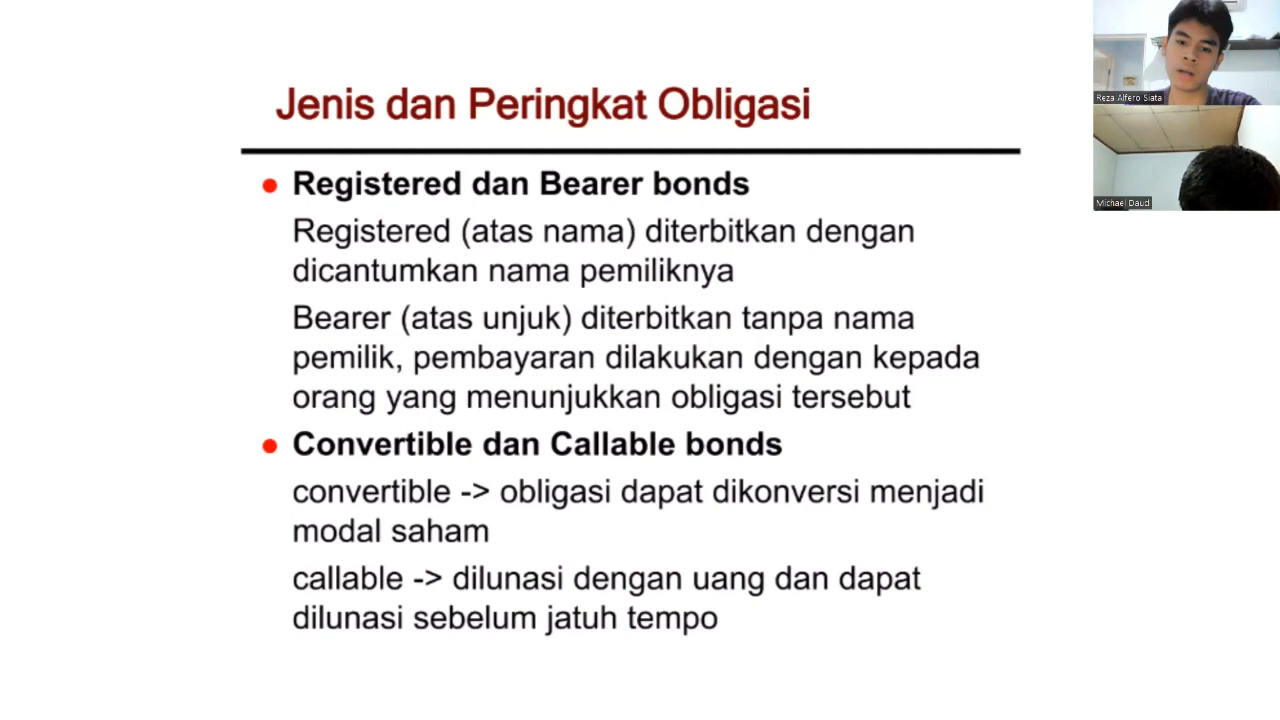 Jenis dan Peringkat Obligasi
Registered dan Bearer bonds
Registered (atas nama) diterbitkan dengan
dicantumkan nama pemiliknya
Bearer (atas unjuk) diterbitkan tanpa nama
pemilik, pembayaran dilakukan dengan kepada
orang yang menunjukkan obligasi tersebut
Convertible dan Callable bonds
convertible -> obligasi dapat dikonversi menjadi
modal saham
callable -> dilunasi dengan uang dan dapat
dilunasi sebelum jatuh tempo
Reza Alfero Siata
Michael Daud